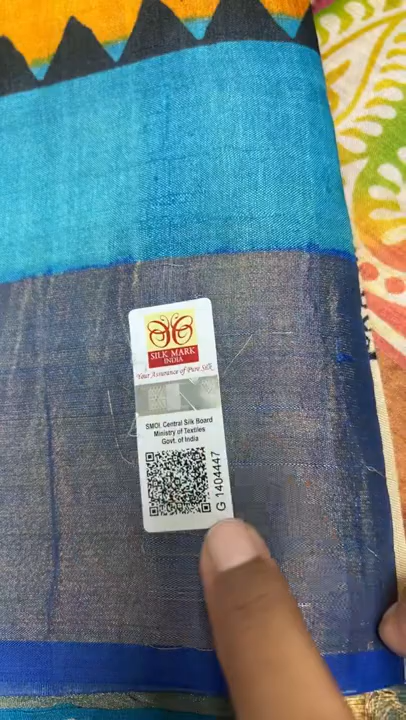 SILK MARK
INDIA
Your Assurance of Pure Silk
SMOI, Central Silk Board
Ministry of Textiles
Govt. of India
G 1404447